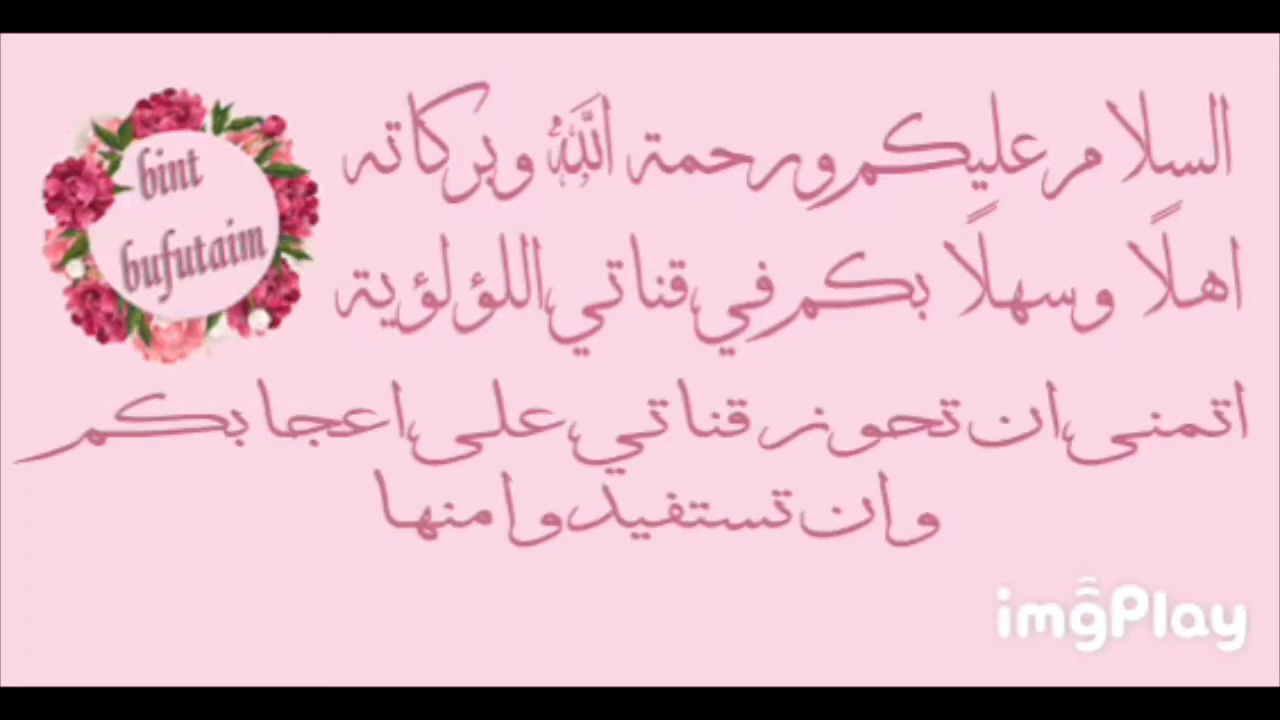 السلام عليكم ورحمة الله وبركاته
اهلاً وسهلاً بكم في قناتي اللؤلؤية
اتمنى ان تحوز قناتي على اعجابكم
وان تستفيدوا منها
bint
bufutaim
imgPlay